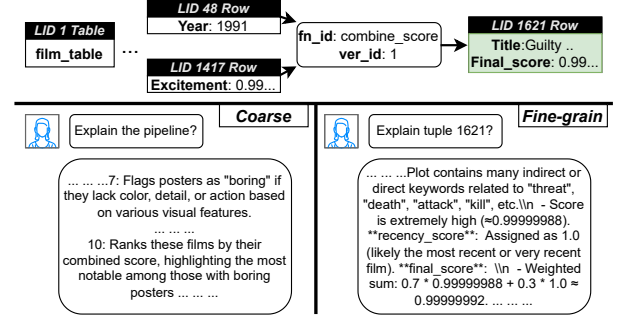 LID 1 Table
film_table
...
LID 48 Row
Year: 1991
LID 1417 Row
Excitement: 0.99...
fn_id: combine_score
ver_id: 1
LID 1621 Row
Title:Guilty ..
Final_score: 0.99...
Coarse
Explain the pipeline?
... ... ...7: Flags posters as "boring" if
they lack color, detail, or action based
on various visual features.
... ... ...
10: Ranks these films by their
combined score, highlighting the most
notable among those with boring
posters ... ... ...
Fine-grain
Explain tuple 1621?
... ... ...Plot contains many indirect or
direct keywords related to "threat",
"death", "attack", "kill", etc.\\n - Score
is extremely high (≈0.99999988).
**recency_score**: Assigned as 1.0
(likely the most recent or very recent
film). **final_score**: \\n - Weighted
sum: 0.7 * 0.99999988 + 0.3 * 1.0 ≈
0.99999992. ... ... ...